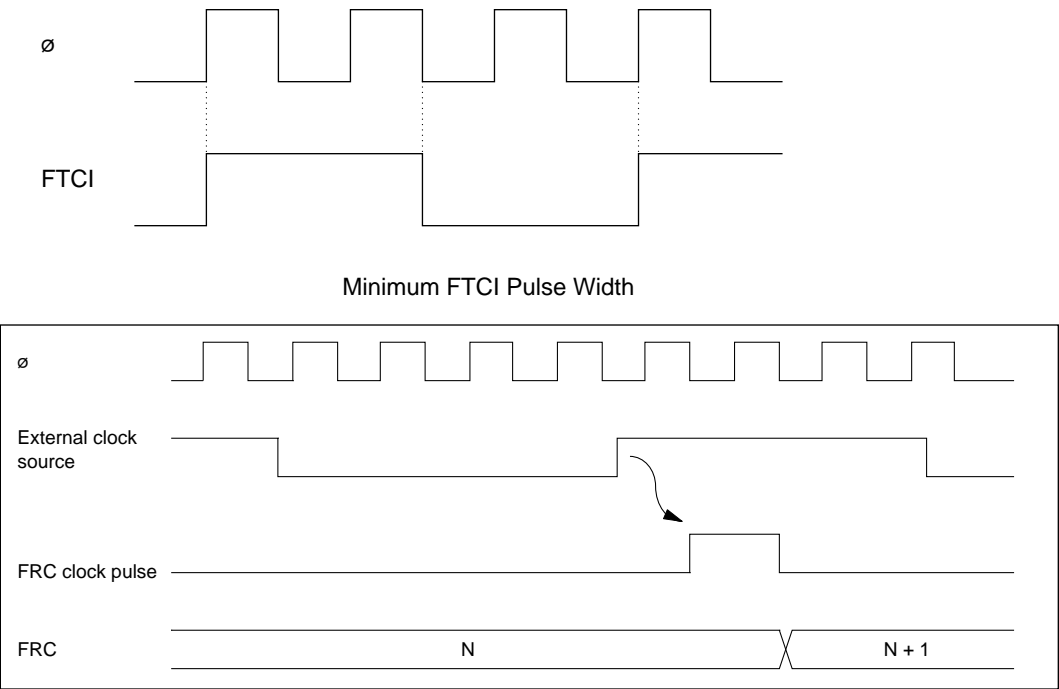 ø
FTCI
Minimum FTCI Pulse Width
ø
External clock
source
FRC clock pulse
FRC
N
N + 1